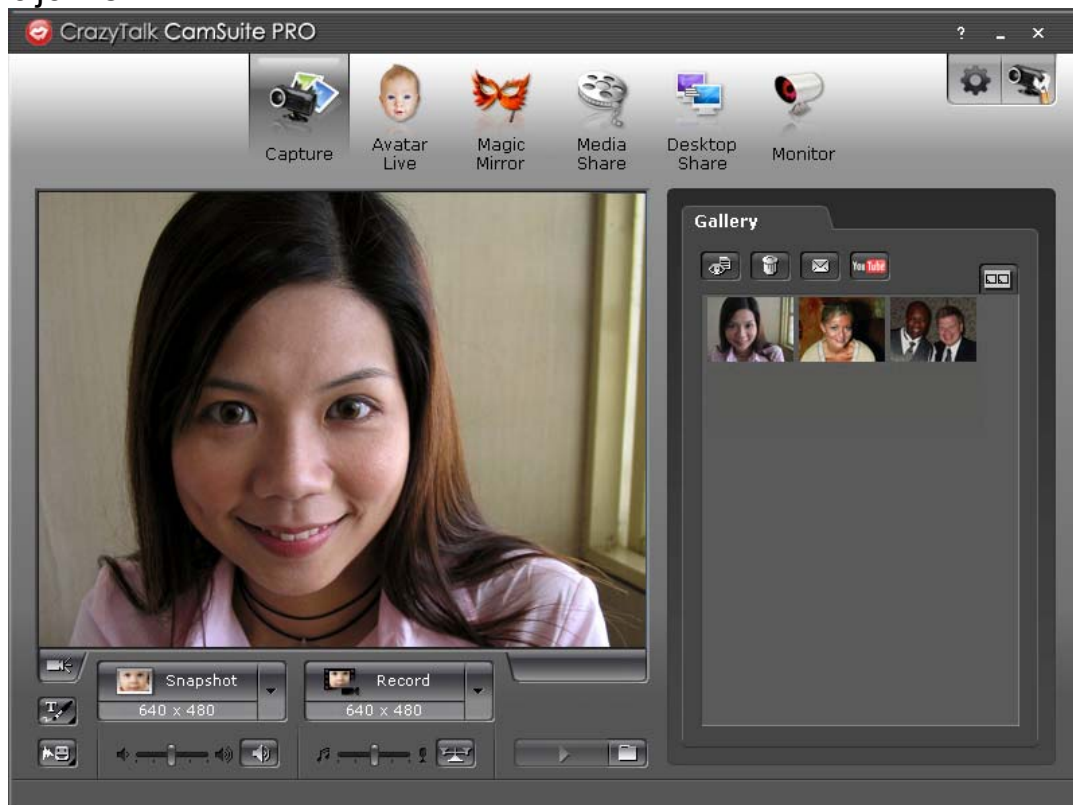 CrazyTalk CamSuite PRO
?
Capture
Avatar
Live
Magic
Mirror
Media
Share
Desktop
Share
Monitor
Gallery
You Tube
Snapshot
640 x 480
Record
640 x 480
T